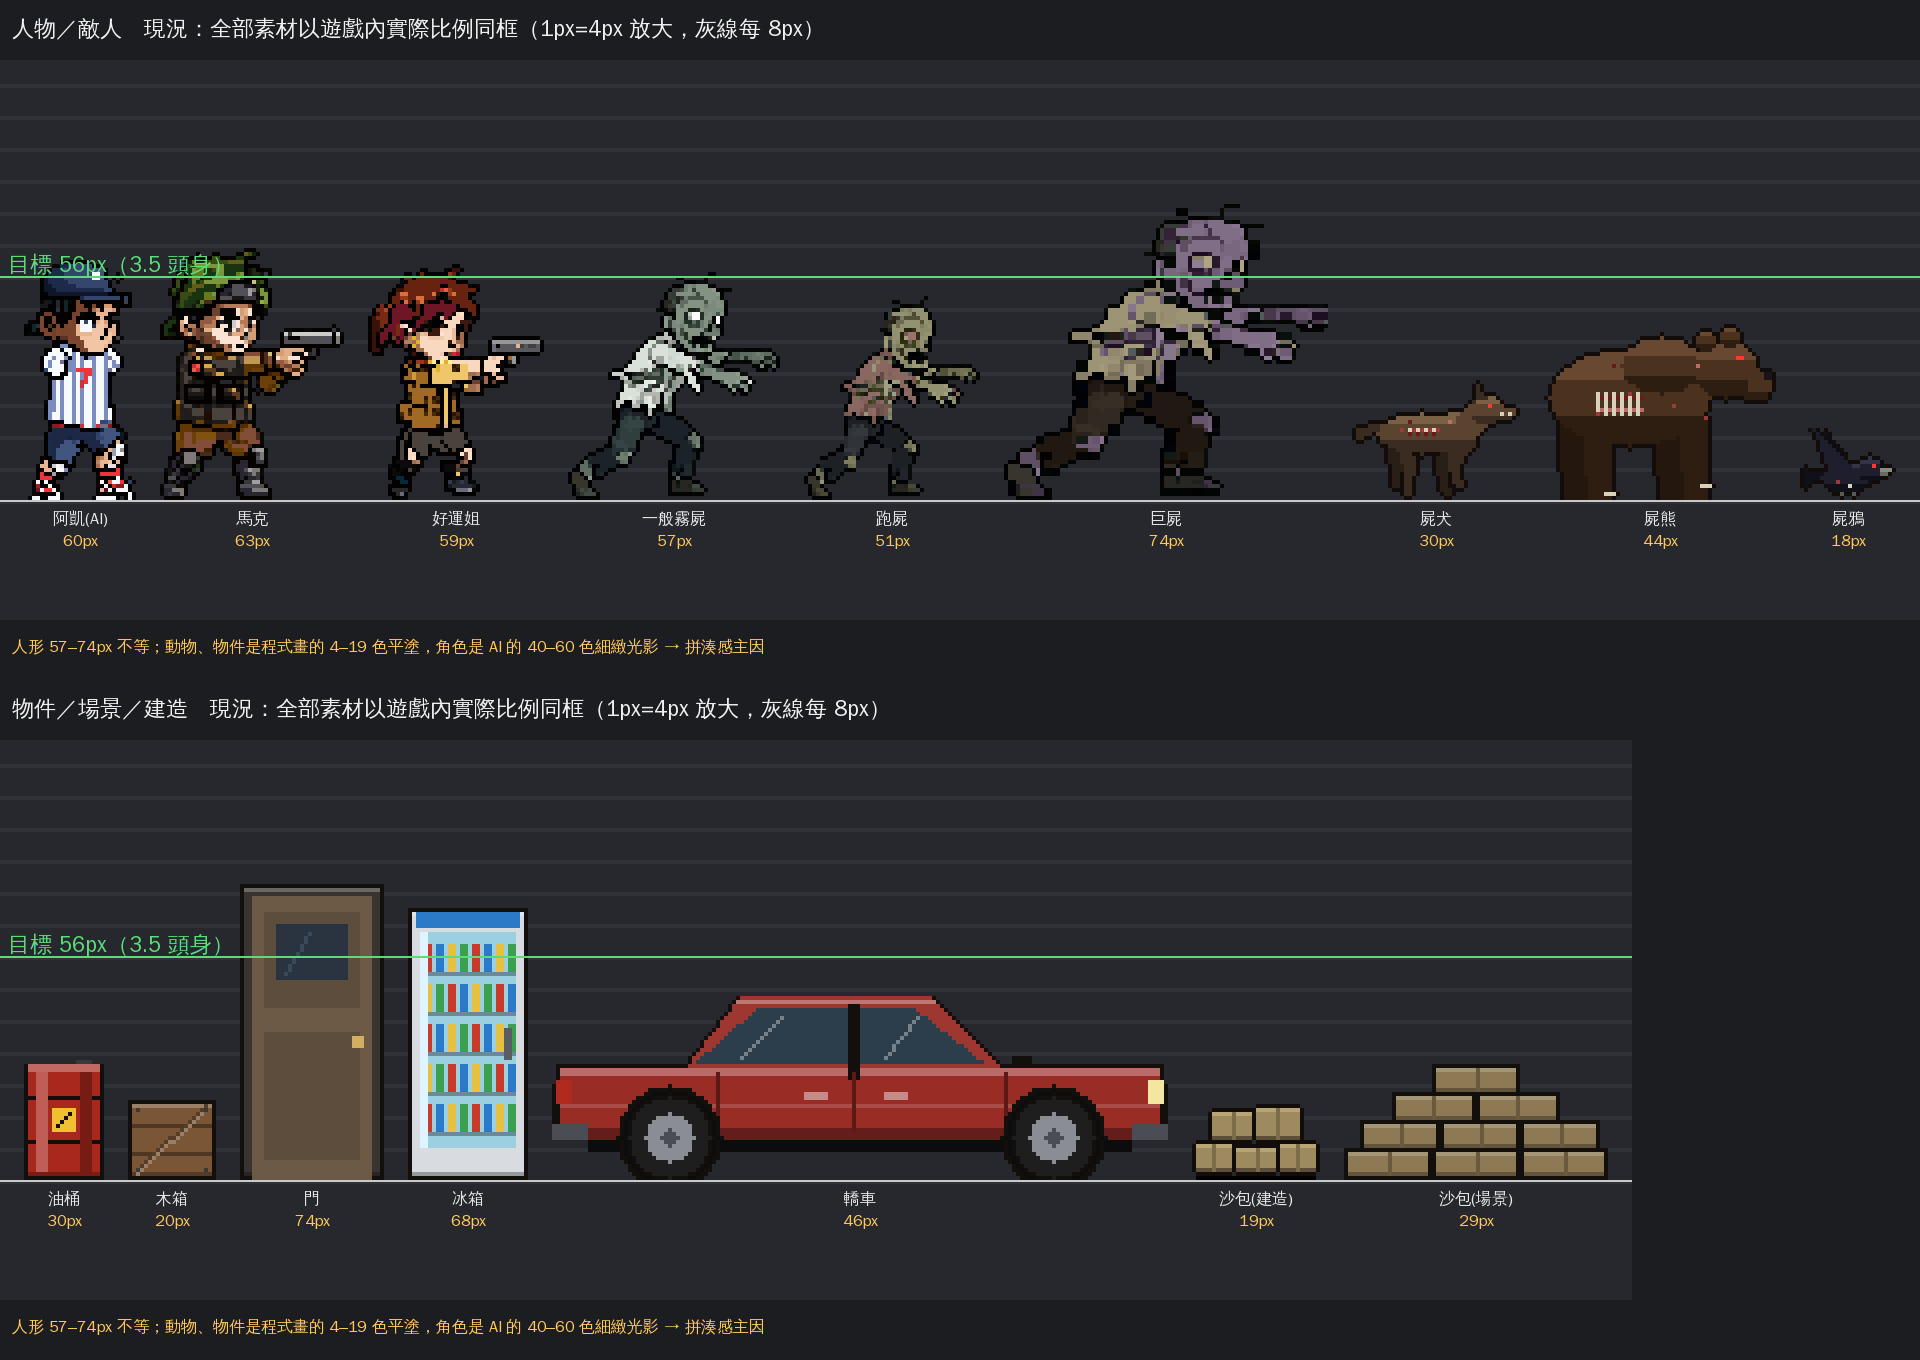 人物／敵人　現況：全部素材以遊戲內實際比例同框（1px=4px 放大，灰線每 8px）
目標 56px（3.5 頭身）
7
阿凱(AI)
60px
馬克
63px
好運姐
59px
一般霧屍
57px
跑屍
51px
巨屍
74px
屍犬
30px
屍熊
44px
屍鴉
18px
人形 57–74px 不等；動物、物件是程式畫的 4–19 色平塗，角色是 AI 的 40–60 色細緻光影 → 拼湊感主因
物件／場景／建造　現況：全部素材以遊戲內實際比例同框（1px=4px 放大，灰線每 8px）
目標 56px（3.5 頭身）
油桶
30px
木箱
20px
門
74px
冰箱
68px
轎車
46px
沙包(建造)
19px
沙包(場景)
29px
人形 57–74px 不等；動物、物件是程式畫的 4–19 色平塗，角色是 AI 的 40–60 色細緻光影 → 拼湊感主因